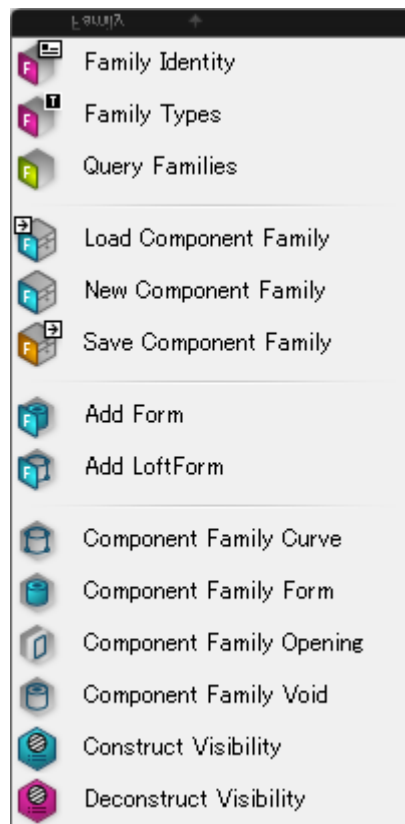 Family
Family Identity
Family Types
Query Families
Load Component Family
New Component Family
Save Component Family
Add Form
Add LoftForm
Component Family Curve
Component Family Form
Component Family Opening
Component Family Void
Construct Visibility
Deconstruct Visibility